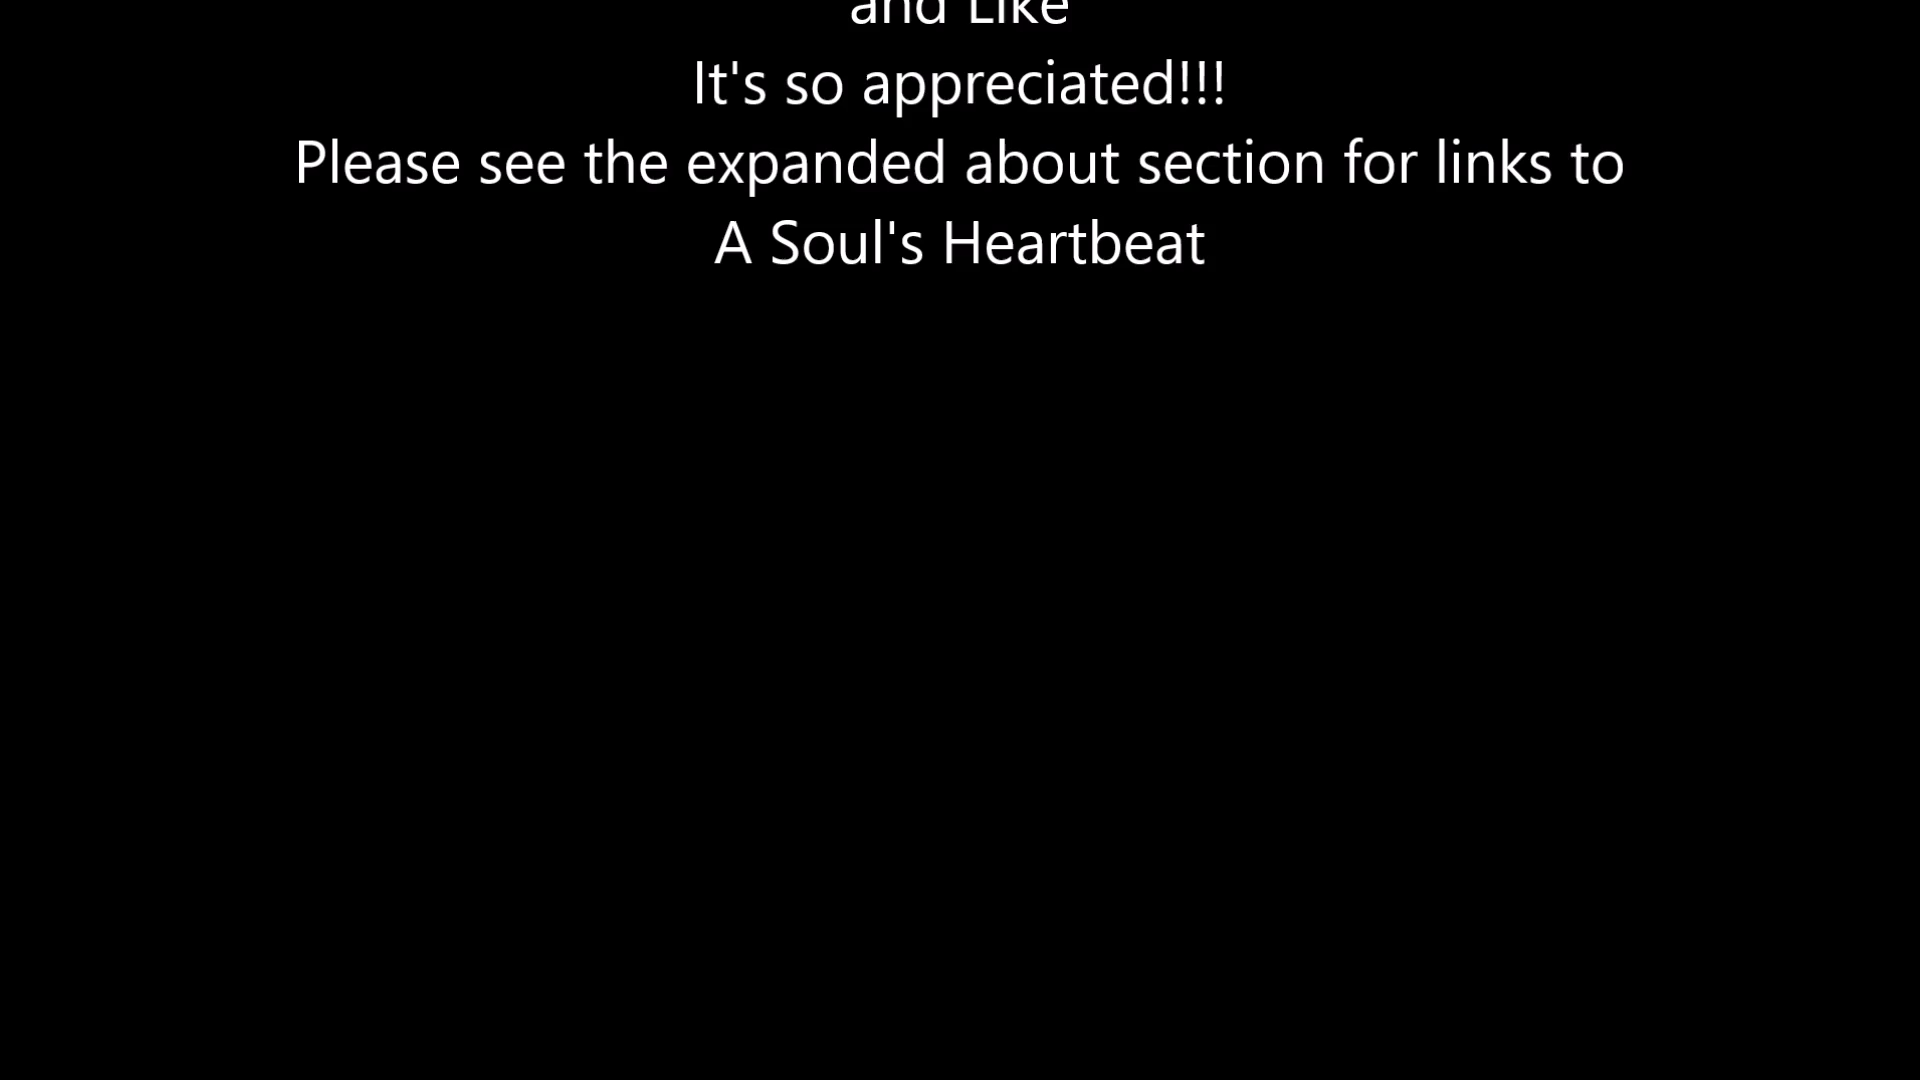 and Like
It's so appreciated!!!
Please see the expanded about section for links to
A Soul's Heartbeat